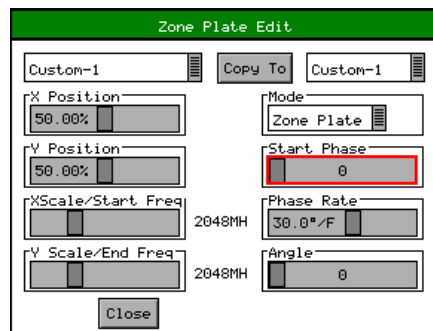 Zone Plate Edit
Custom-1 Copy To Custom-1
X Position
50.00%
Mode
Zone Plate
Y Position
50.00%
Start Phase
0
XScale/Start Freq
2048MH
Phase Rate
30.0°/F
Y Scale/End Freq
2048MH
Angle
0
Close